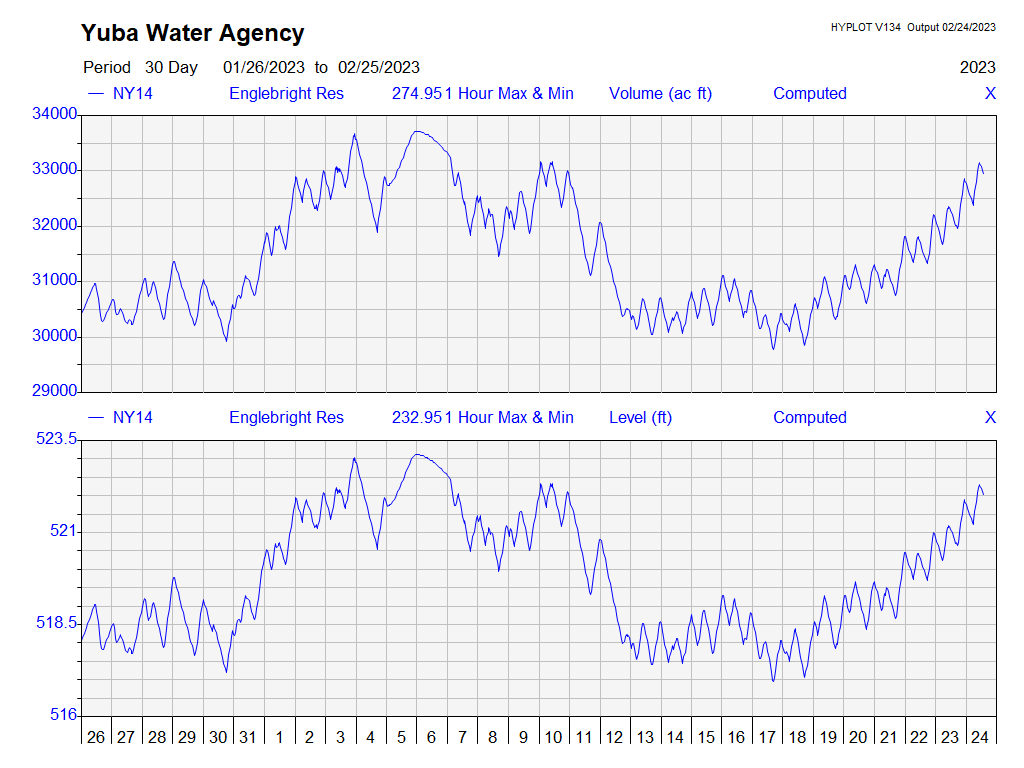 Yuba Water Agency
HYPLOT V134 Output 02/24/2023
Period 30 Day 01/26/2023 to 02/25/2023 2023
NY14 Englebright Res 274.951 Hour Max & Min Volume (ac ft) Computed X
34000
33000
32000
31000
30000
29000
NY14 Englebright Res 232.951 Hour Max & Min Level (ft) Computed X
523.5
521
518.5
516
26 27 28 29 30 31 1 2 3 4 5 6 7 8 9 10 11 12 13 14 15 16 17 18 19 20 21 22 23 24